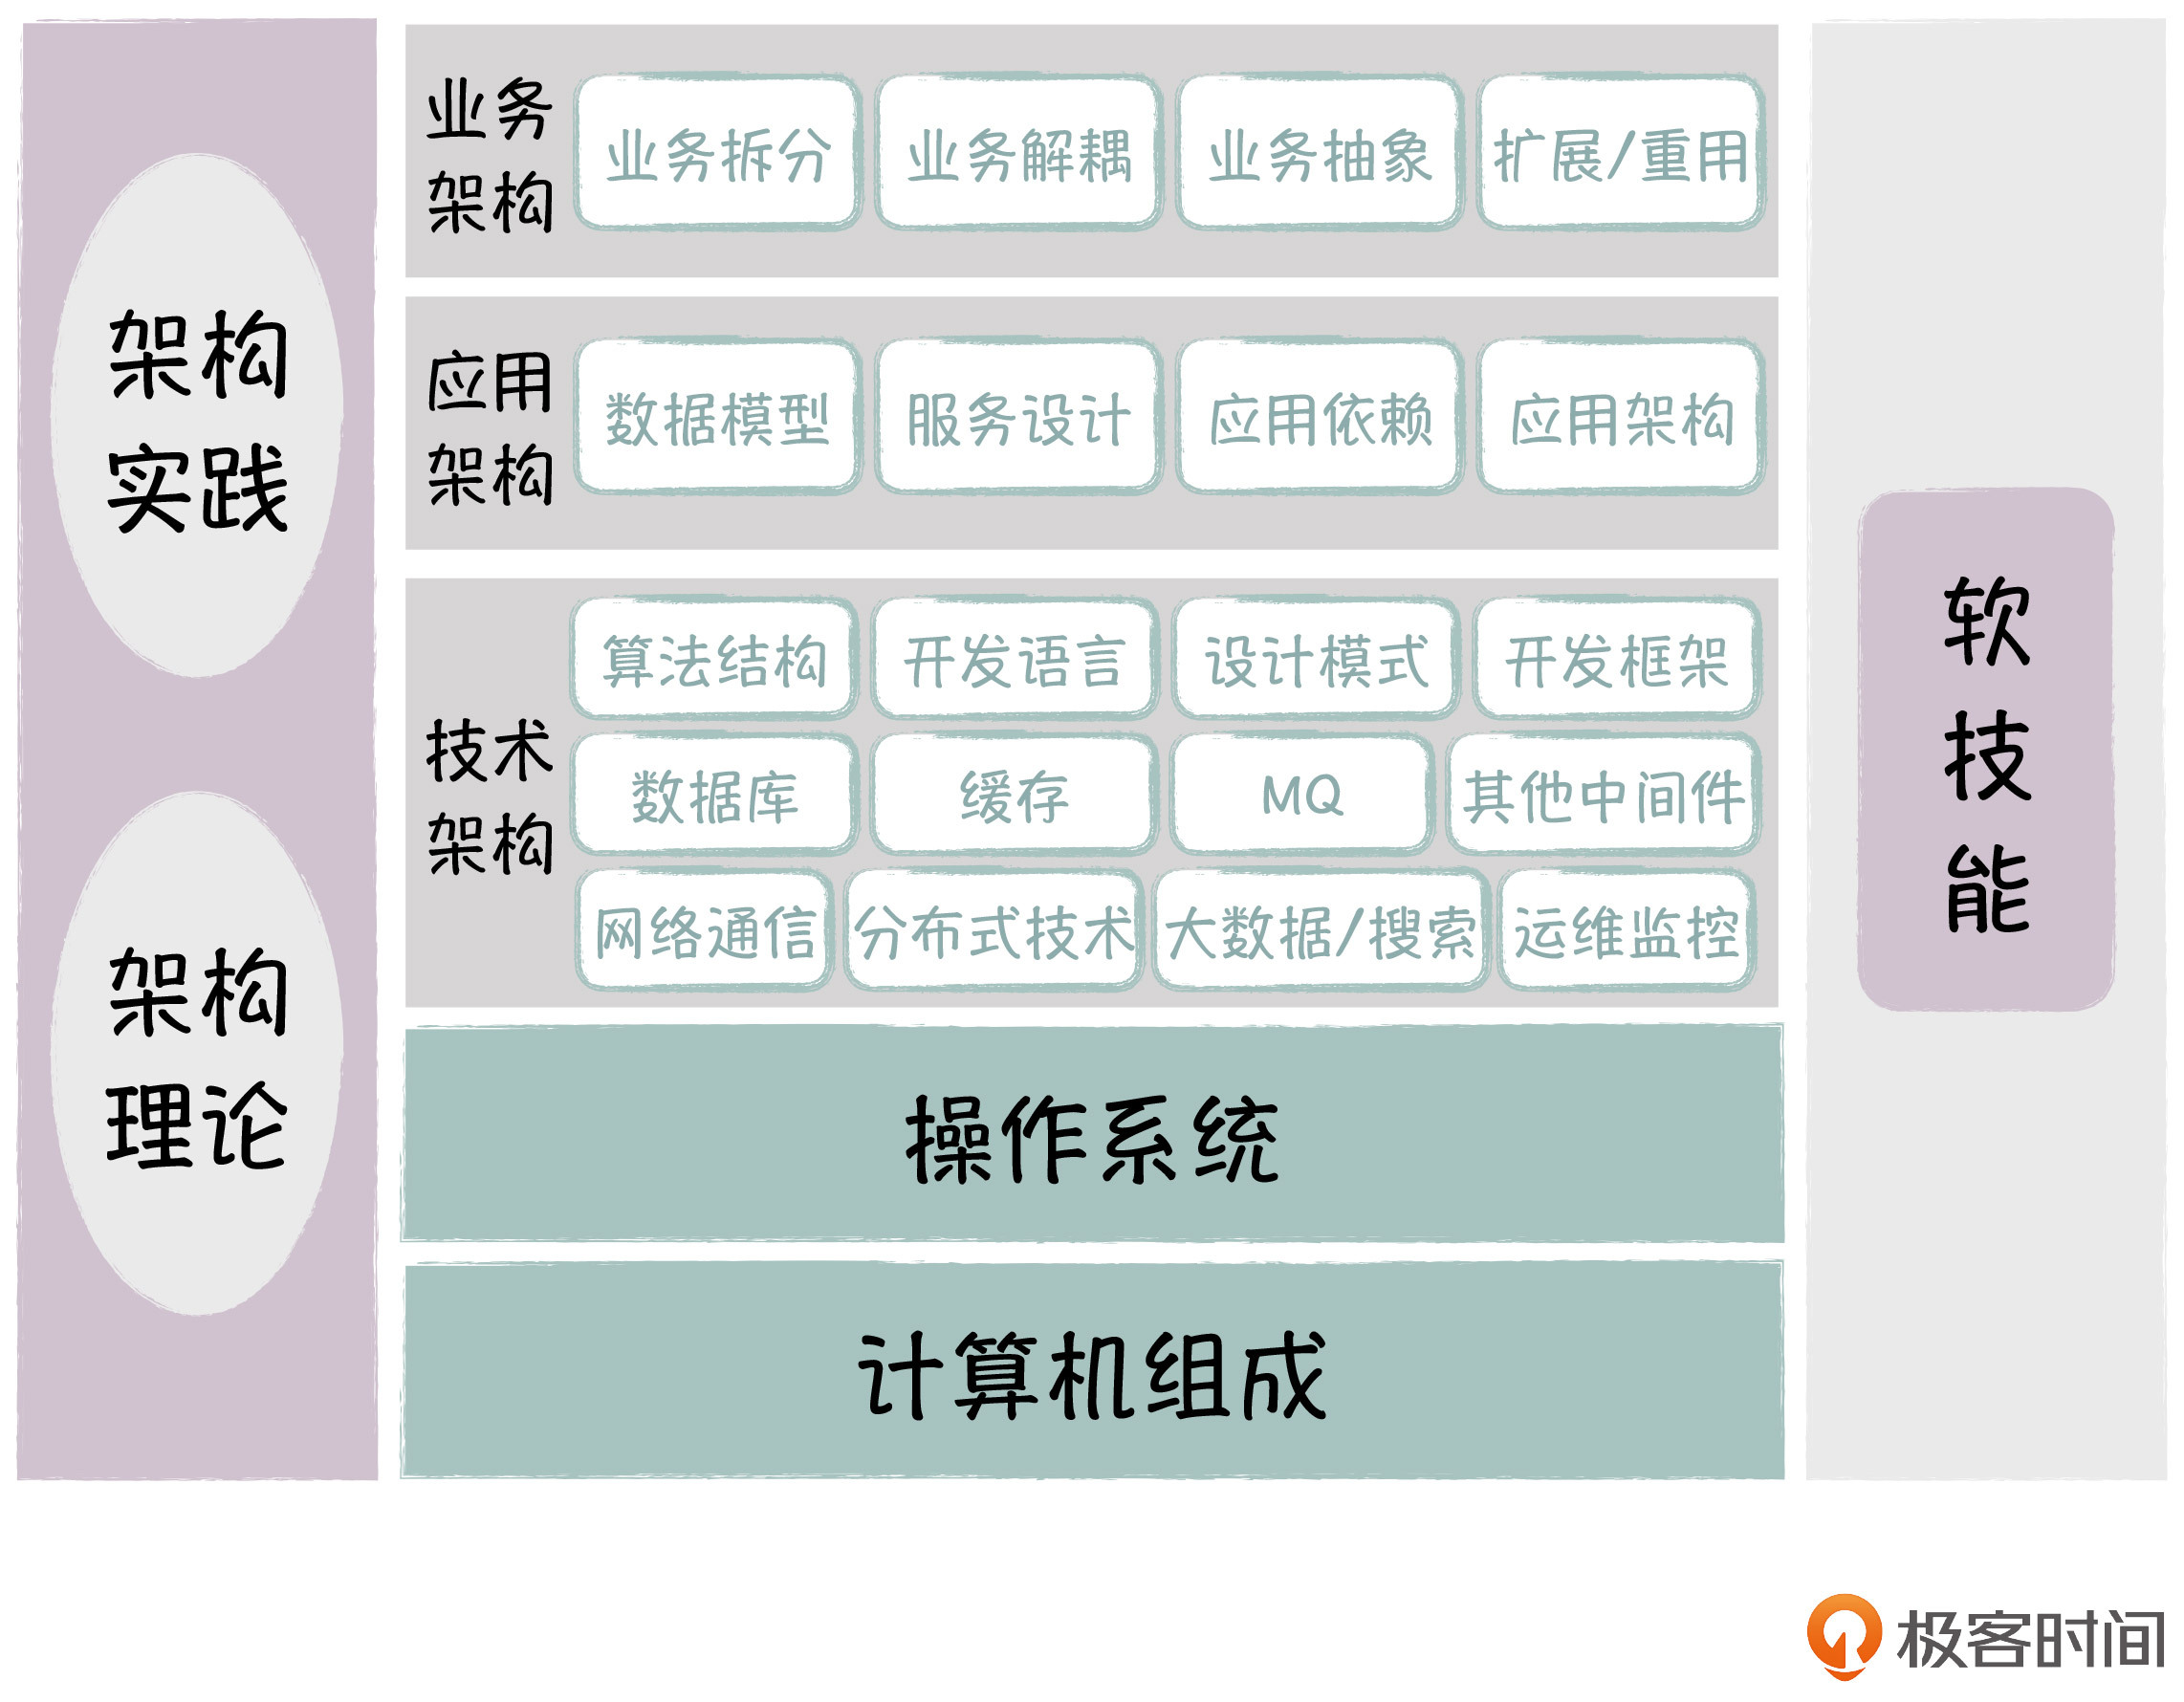 架构
实践
架构
理论
业务
架构
业务拆分
业务解耦
业务抽象
扩展/重用
应用
架构
数据模型
服务设计
应用依赖
应用架构
技术
架构
算法结构
开发语言
设计模式
开发框架
数据库
缓存
MQ
其他中间件
网络通信
分布式技术
大数据/搜索
运维监控
操作系统
计算机组成
软
技
能
极客时间